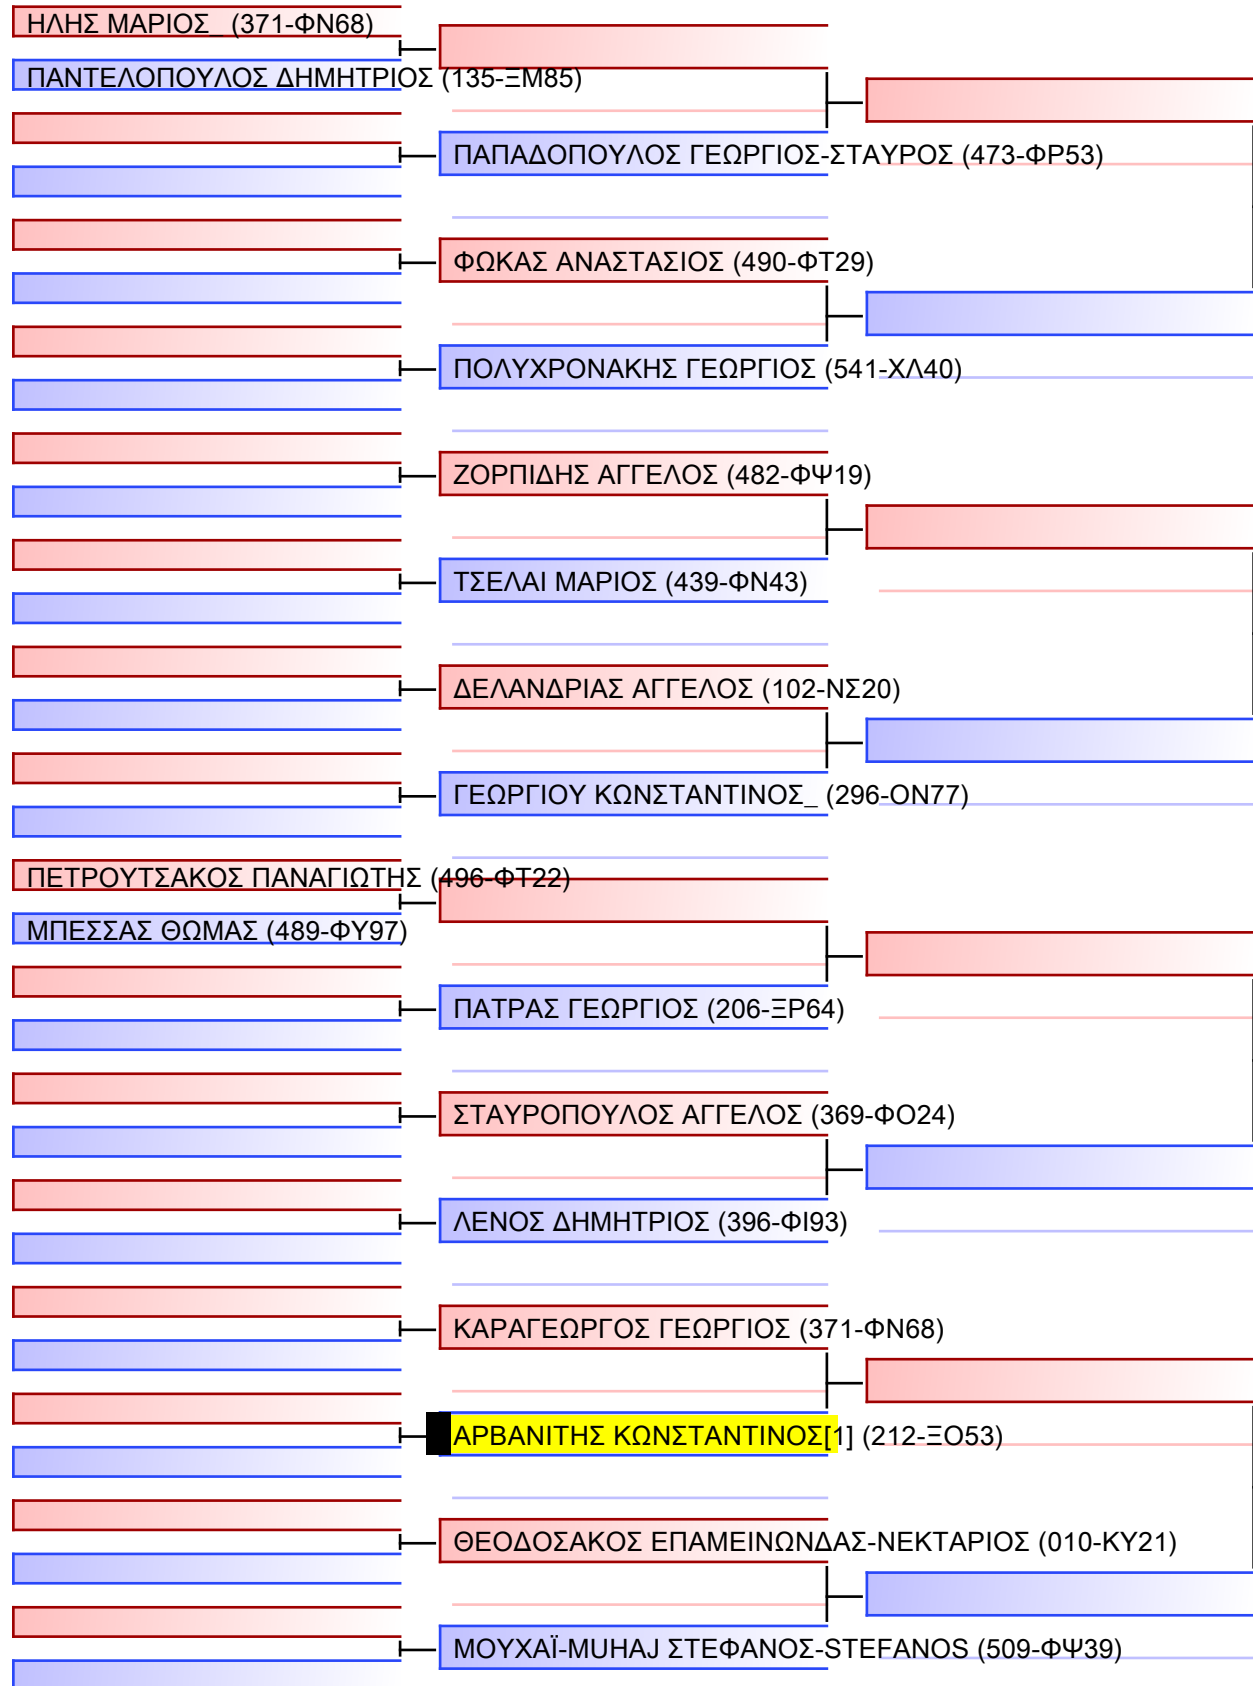 ΗΛΗΣ ΜΑΡΙΟΣ_ (371-ΦΝ68)
ΠΑΝΤΕΛΟΠΟΥΛΟΣ ΔΗΜΗΤΡΙΟΣ (135-ΞΜ85)
ΠΑΠΑΔΟΠΟΥΛΟΣ ΓΕΩΡΓΙΟΣ-ΣΤΑΥΡΟΣ (473-ΦΡ53)
ΦΩΚΑΣ ΑΝΑΣΤΑΣΙΟΣ (490-ΦΤ29)
ΠΟΛΥΧΡΟΝΑΚΗΣ ΓΕΩΡΓΙΟΣ (541-ΧΛ40)
ΖΟΡΠΙΔΗΣ ΑΓΓΕΛΟΣ (482-ΦΨ19)
ΤΣΕΛΑΙ ΜΑΡΙΟΣ (439-ΦΝ43)
ΔΕΛΑΝΔΡΙΑΣ ΑΓΓΕΛΟΣ (102-ΝΣ20)
ΓΕΩΡΓΙΟΥ ΚΩΝΣΤΑΝΤΙΝΟΣ_ (296-ΟΝ77)
ΠΕΤΡΟΥΤΣΑΚΟΣ ΠΑΝΑΓΙΩΤΗΣ (496-ΦΤ22)
ΜΠΕΣΣΑΣ ΘΩΜΑΣ (489-ΦΥ97)
ΠΑΤΡΑΣ ΓΕΩΡΓΙΟΣ (206-ΞΡ64)
ΣΤΑΥΡΟΠΟΥΛΟΣ ΑΓΓΕΛΟΣ (369-ΦΟ24)
ΛΕΝΟΣ ΔΗΜΗΤΡΙΟΣ (396-ΦΙ93)
ΚΑΡΑΓΕΩΡΓΟΣ ΓΕΩΡΓΙΟΣ (371-ΦΝ68)
ΑΡΒΑΝΙΤΗΣ ΚΩΝΣΤΑΝΤΙΝΟΣ[1] (212-ΞΟ53)
ΘΕΟΔΟΣΑΚΟΣ ΕΠΑΜΕΙΝΩΝΔΑΣ-ΝΕΚΤΑΡΙΟΣ (010-ΚΥ21)
ΜΟΥΧΑΪ-MUHAJ ΣΤΕΦΑΝΟΣ-STEFANOS (509-ΦΨ39)